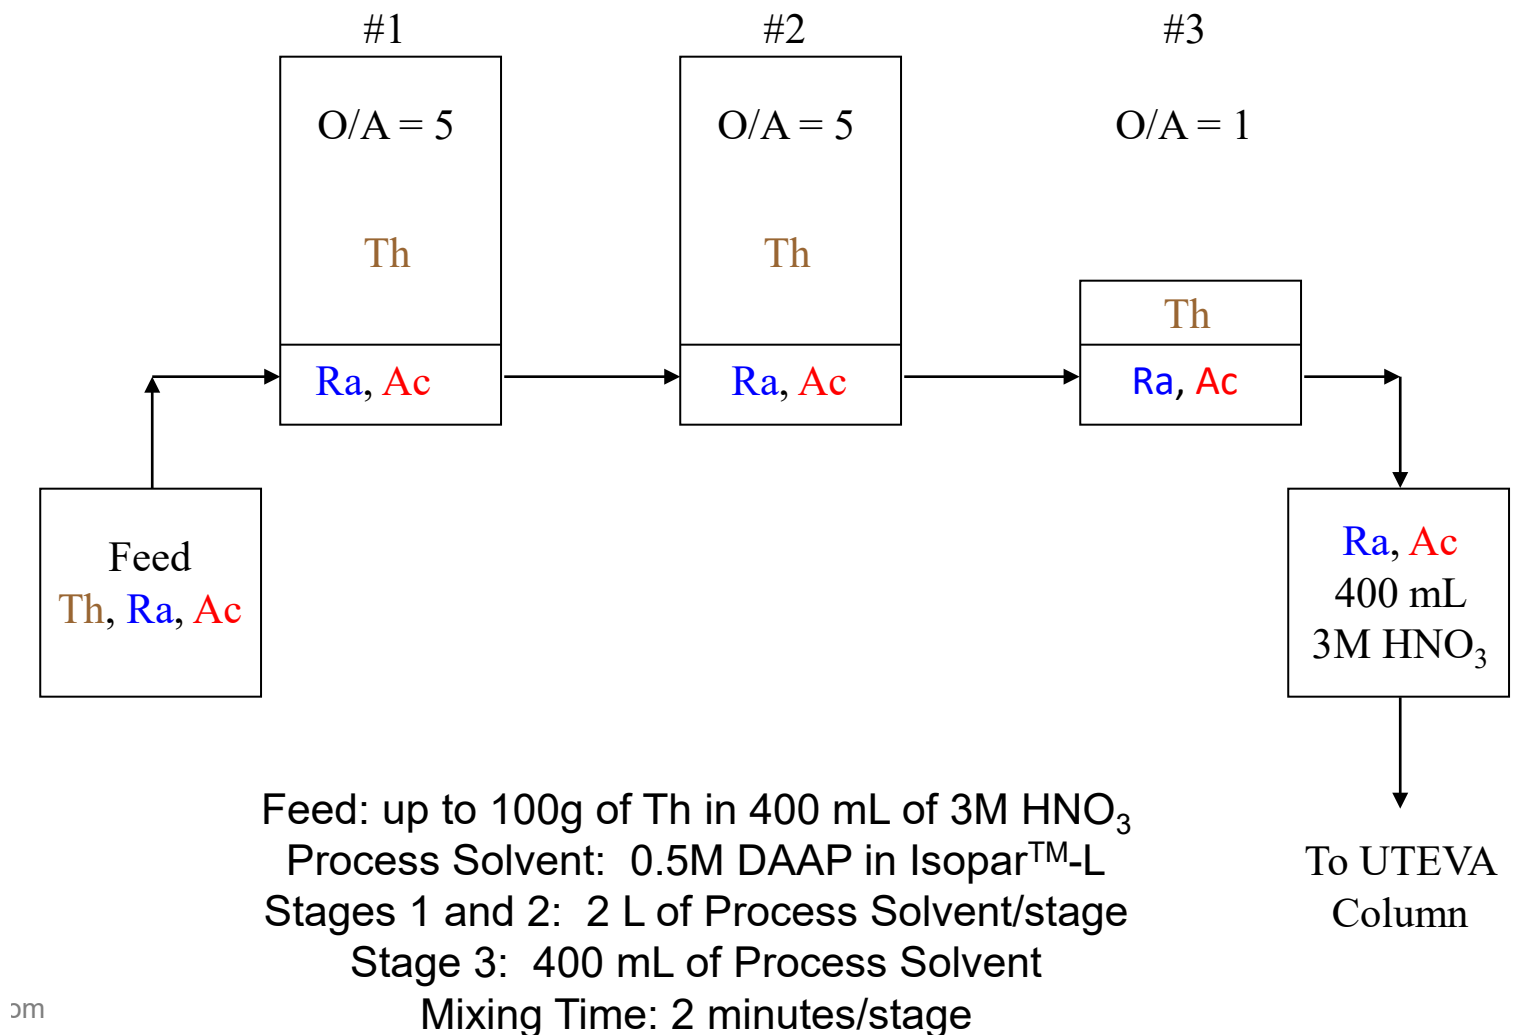 #1
#2
#3
O/A = 5
O/A = 5
O/A = 1
Th
Th
Th
Ra, Ac
Ra, Ac
Ra, Ac
Feed
Th, Ra, Ac
Ra, Ac
400 mL
3M HNO₃
Feed: up to 100g of Th in 400 mL of 3M HNO₃
Process Solvent: 0.5M DAAP in Isopar™-L
Stages 1 and 2: 2 L of Process Solvent/stage
Stage 3: 400 mL of Process Solvent
Mixing Time: 2 minutes/stage
To UTEVA
Column